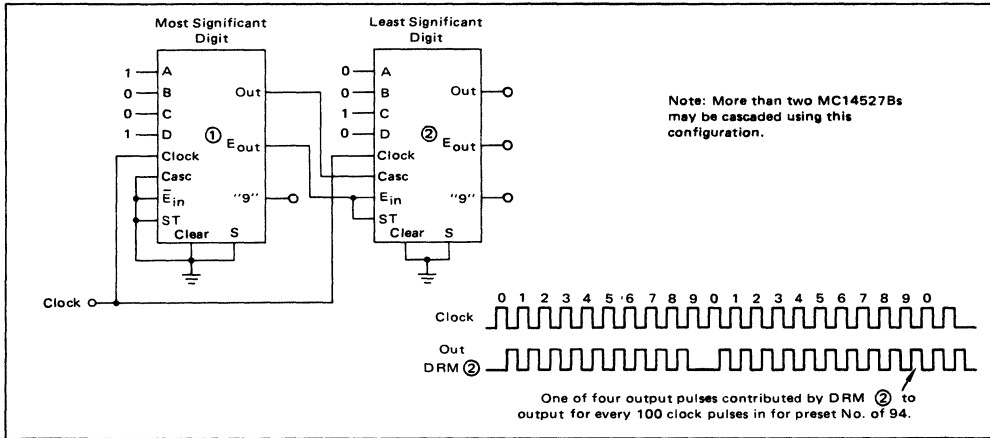 Most Significant
Digit
1 A
0 B
0 C
1 D
Clock
Casc
E̅in
ST
Clear S
Out
①
Eout
"9"
Least Significant
Digit
0 A
0 B
1 C
0 D
Clock
Casc
Ein
ST
Clear S
Out
②
Eout
"9"
Note: More than two MC14527Bs
may be cascaded using this
configuration.
Clock
0 1 2 3 4 5 6 7 8 9 0 1 2 3 4 5 6 7 8 9 0
Clock
Out
DRM ②
One of four output pulses contributed by DRM ② to
output for every 100 clock pulses in for preset No. of 94.